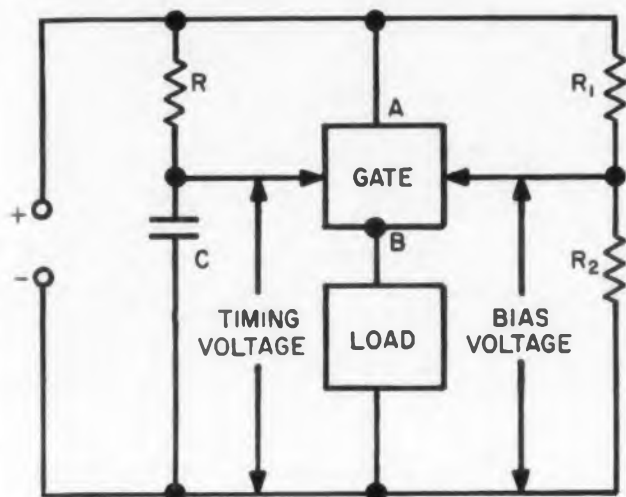 R
A
R1
GATE
+
-
C
B
R2
TIMING
VOLTAGE
LOAD
BIAS
VOLTAGE